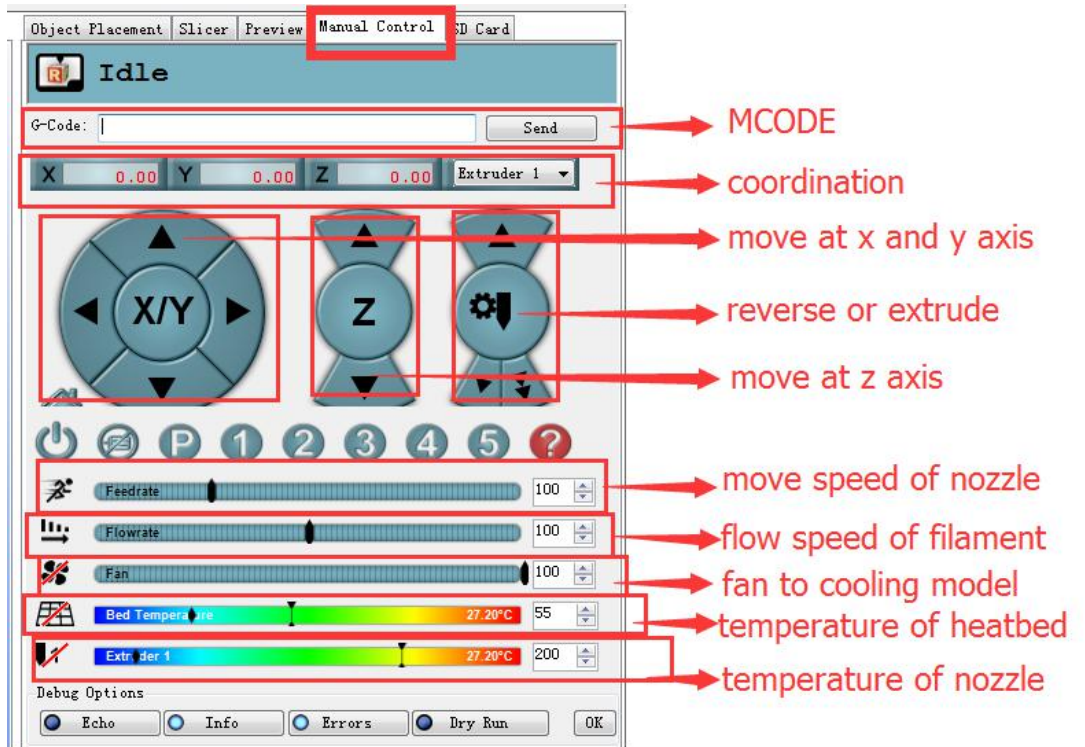 Object Placement Slicer Preview Manual Control SD Card
Idle
G-Code: Send MCODE
X 0.00 Y 0.00 Z 0.00 Extruder 1 coordination
move at x and y axis
X/Y Z reverse or extrude
move at z axis
P 1 2 3 4 5 ?
Feedrate 100 move speed of nozzle
Flowrate 100 flow speed of filament
Fan 100 fan to cooling model
Bed Temperature 27.20°C 55 temperature of heatbed
1 Extruder 1 27.20°C 200 temperature of nozzle
Debug Options
Echo Info Errors Dry Run OK